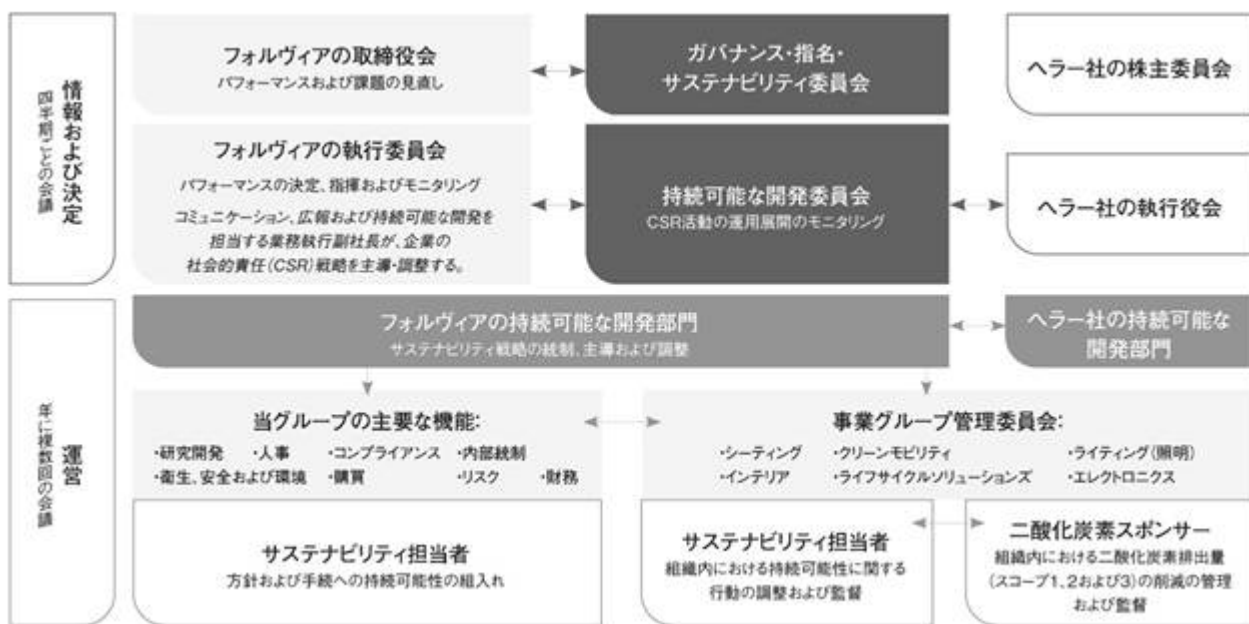 情報および決定
四半期ごとの会議
フォルヴィアの取締役会
パフォーマンスおよび課題の見直し
ガバナンス・指名・
サステナビリティ委員会
ヘラー社の株主委員会
フォルヴィアの執行委員会
パフォーマンスの決定、指揮およびモニタリング
コミュニケーション、広報および持続可能な開発を
担当する業務執行副社長が、企業の
社会的責任(CSR)戦略を主導・調整する。
持続可能な開発委員会
CSR活動の運用展開のモニタリング
ヘラー社の執行役会
運営
年に複数回の会議
フォルヴィアの持続可能な開発部門
サステナビリティ戦略の統制、主導および調整
ヘラー社の持続可能な
開発部門
当グループの主要な機能:
・研究開発 ・人事 ・コンプライアンス ・内部統制
・衛生、安全および環境 ・購買 ・リスク ・財務
事業グループ管理委員会:
・シーティング ・クリーンモビリティ ・ライティング(照明)
・インテリア ・ライフサイクルソリューションズ ・エレクトロニクス
サステナビリティ担当者
方針および手続への持続可能性の組入れ
サステナビリティ担当者
組織内における持続可能性に関する
行動の調整および監督
二酸化炭素スポンサー
組織内における二酸化炭素排出量
(スコープ1、2および3)の削減の管理
および監督